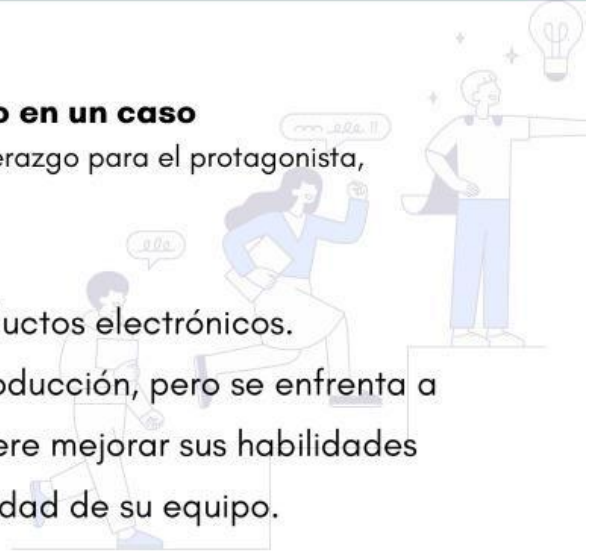 o en un caso
erazgo para el protagonista,
uctos electrónicos.
oducción, pero se enfrenta a
ere mejorar sus habilidades
dad de su equipo.